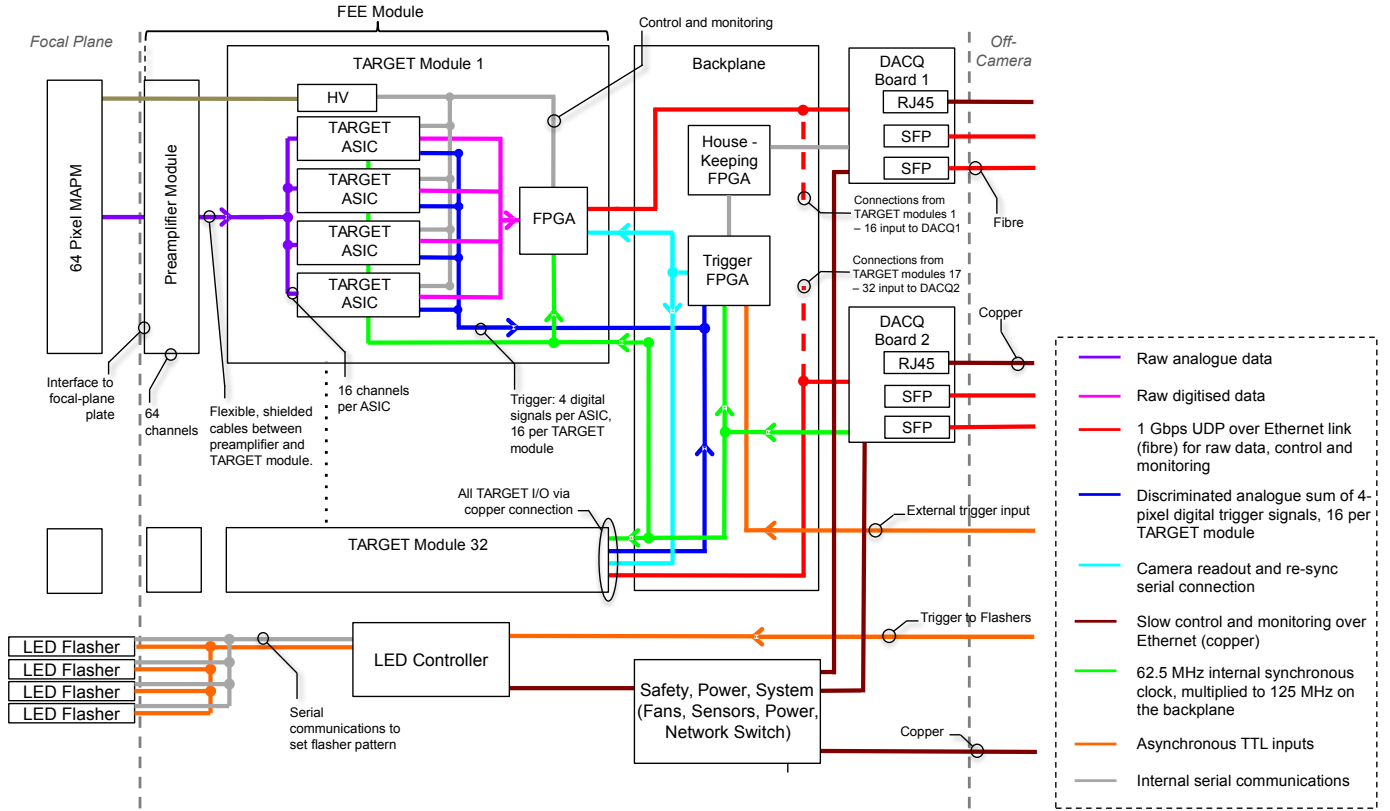 FEE Module
Focal Plane
Control and monitoring
Off-
Camera
TARGET Module 1
Backplane
DACQ
Board 1
HV
RJ45
SFP
SFP
TARGET
ASIC
TARGET
ASIC
TARGET
ASIC
TARGET
ASIC
House -
Keeping
FPGA
FPGA
Trigger
FPGA
64 Pixel MAPM
Preamplifier Module
Connections from
TARGET modules 1
– 16 input to DACQ1
Fibre
Connections from
TARGET modules 17
– 32 input to DACQ2
DACQ
Board 2
RJ45
SFP
SFP
Copper
Interface to
focal-plane
plate
64
channels
Flexible, shielded
cables between
preamplifier and
TARGET module.
16 channels
per ASIC
Trigger: 4 digital
signals per ASIC,
16 per TARGET
module
All TARGET I/O via
copper connection
External trigger input
TARGET Module 32
Trigger to Flashers
LED Flasher
LED Flasher
LED Flasher
LED Flasher
LED Controller
Serial
communications to
set flasher pattern
Safety, Power, System
(Fans, Sensors, Power,
Network Switch)
Copper
Raw analogue data
Raw digitised data
1 Gbps UDP over Ethernet link
(fibre) for raw data, control and
monitoring
Discriminated analogue sum of 4-
pixel digital trigger signals, 16 per
TARGET module
Camera readout and re-sync
serial connection
Slow control and monitoring over
Ethernet (copper)
62.5 MHz internal synchronous
clock, multiplied to 125 MHz on
the backplane
Asynchronous TTL inputs
Internal serial communications